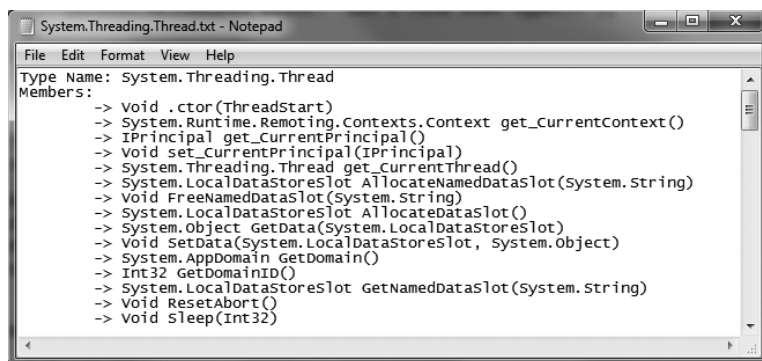 System.Threading.Thread.txt - Notepad
File Edit Format View Help
Type Name: System.Threading.Thread
Members:
-> Void .ctor(ThreadStart)
-> System.Runtime.Remoting.Contexts.Context get_CurrentContext()
-> IPrincipal get_CurrentPrincipal()
-> Void set_CurrentPrincipal(IPrincipal)
-> System.Threading.Thread get_CurrentThread()
-> System.LocalDataStoreSlot AllocateNamedDataSlot(System.String)
-> Void FreeNamedDataSlot(System.String)
-> System.LocalDataStoreSlot AllocateDataSlot()
-> System.Object GetData(System.LocalDataStoreSlot)
-> Void SetData(System.LocalDataStoreSlot, System.Object)
-> System.AppDomain GetDomain()
-> Int32 GetDomainID()
-> System.LocalDataStoreSlot GetNamedDataSlot(System.String)
-> Void ResetAbort()
-> Void Sleep(Int32)